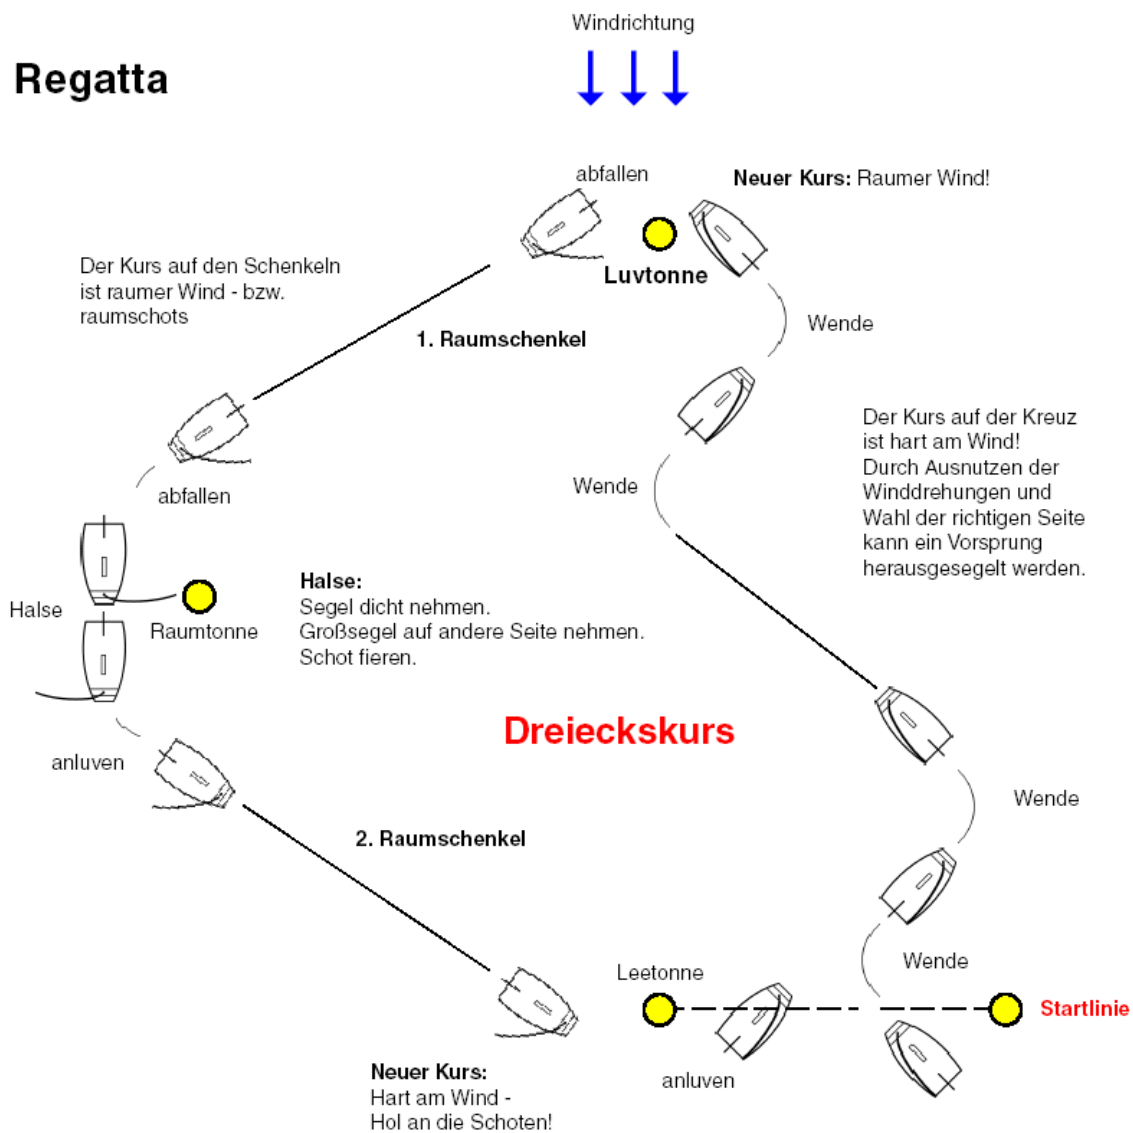 Windrichtung
Regatta
abfallen
Neuer Kurs: Raumer Wind!
Luvtonne
Der Kurs auf den Schenkeln
ist raumer Wind - bzw.
raumschots
1. Raumschenkel
Wende
Der Kurs auf der Kreuz
ist hart am Wind!
Durch Ausnutzen der
Winddrehungen und
Wahl der richtigen Seite
kann ein Vorsprung
herausgesegelt werden.
Wende
abfallen
Halse
Raumtonne
Halse:
Segel dicht nehmen.
Großsegel auf andere Seite nehmen.
Schot fieren.
Dreieckskurs
anluven
Wende
2. Raumschenkel
Leetonne
Wende
Startlinie
anluven
Neuer Kurs:
Hart am Wind -
Hol an die Schoten!